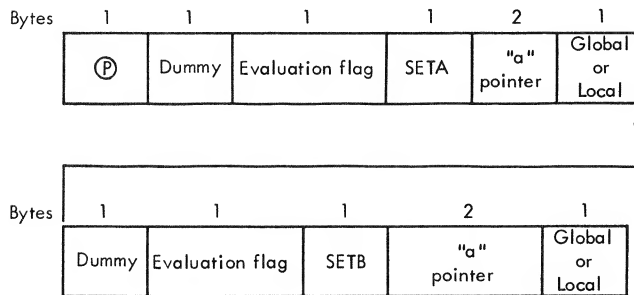 Bytes 1 1 1 1 2 1
Ⓟ Dummy Evaluation flag SETA "a" pointer Global or Local
Bytes 1 1 1 2 1
Dummy Evaluation flag SETB "a" pointer Global or Local